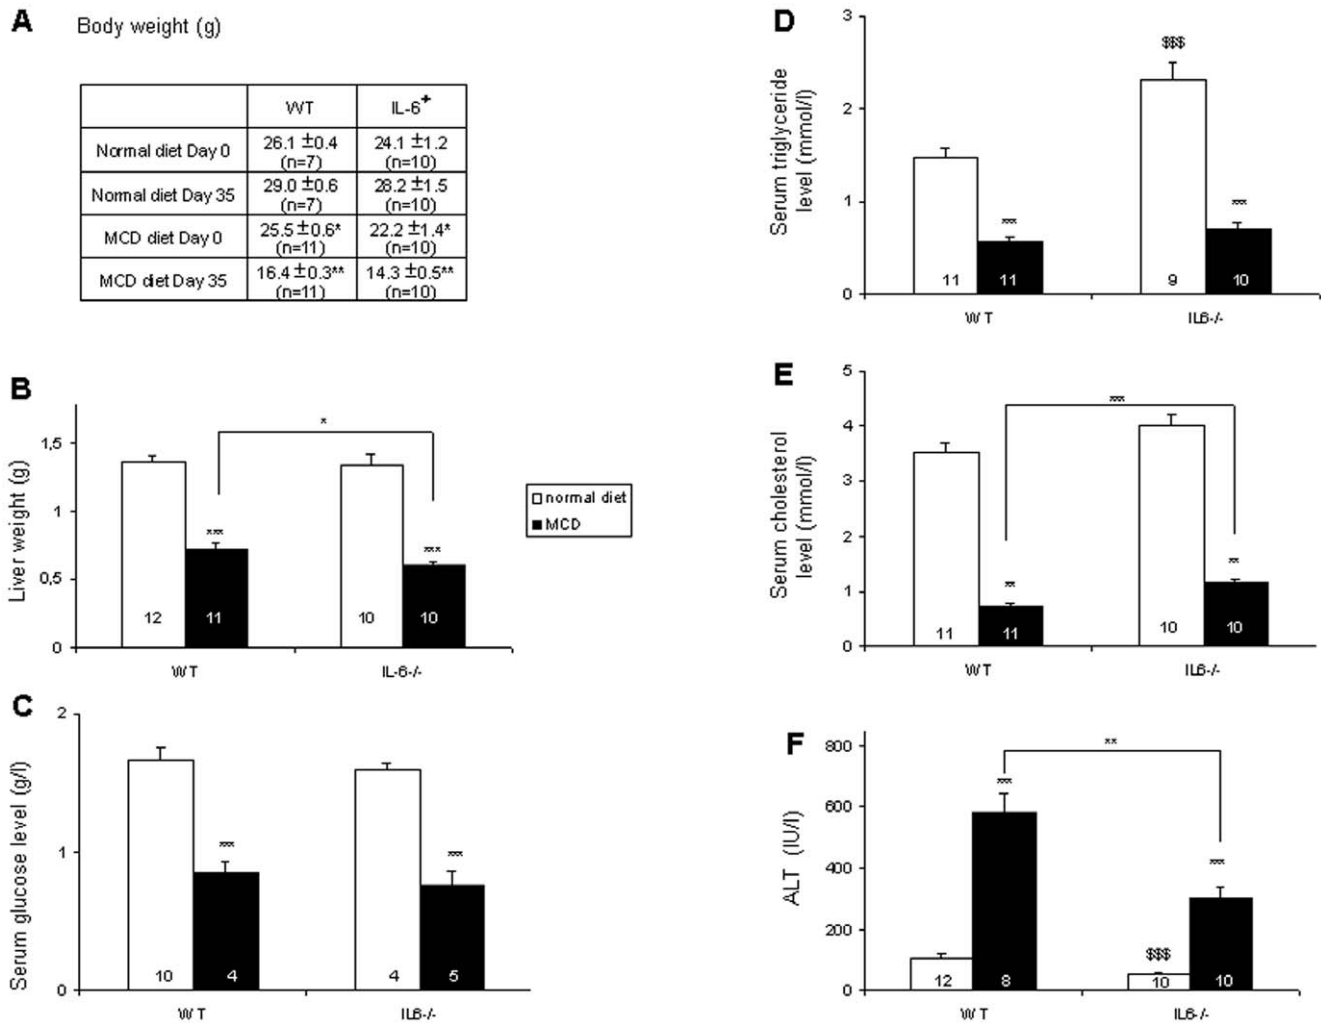 A Body weight (g)
WT IL-6+
Normal diet Day 0 26.1 ±0.4 (n=7) 24.1 ±1.2 (n=10)
Normal diet Day 35 29.0 ±0.6 (n=7) 28.2 ±1.5 (n=10)
MCD diet Day 0 25.5 ±0.6* (n=11) 22.2 ±1.4* (n=10)
MCD diet Day 35 16.4 ±0.3** (n=11) 14.3 ±0.5** (n=10)
B
Liver weight (g)
1,5
1
0,5
0
*
*** ***
12 11 10 10
WT IL-6-/-
normal diet
MCD
C
Serum glucose level (g/l)
2
1
0
*** ***
10 4 4 5
WT IL6-/-
D
Serum triglyceride
level (mmol/l)
3
2
1
0
$$$
*** ***
11 11 9 10
WT IL6-/-
E
Serum cholesterol
level (mmol/l)
5
4
3
2
1
0
***
** **
11 11 10 10
WT IL6-/-
F
ALT (IU/l)
800
600
400
200
0
**
*** ***
$$$
12 8 10 10
WT IL6-/-